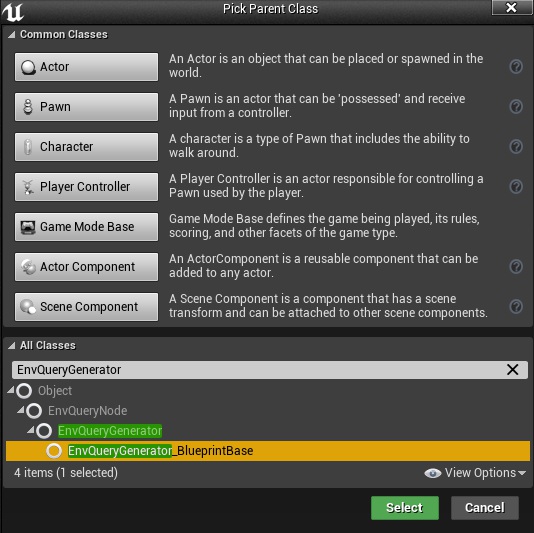 Pick Parent Class
Common Classes
Actor
An Actor is an object that can be placed or spawned in the
world.
Pawn
A Pawn is an actor that can be 'possessed' and receive
input from a controller.
Character
A character is a type of Pawn that includes the ability to
walk around.
Player Controller
A Player Controller is an actor responsible for controlling a
Pawn used by the player.
Game Mode Base
Game Mode Base defines the game being played, its rules,
scoring, and other facets of the game type.
Actor Component
An ActorComponent is a reusable component that can be
added to any actor.
Scene Component
A Scene Component is a component that has a scene
transform and can be attached to other scene components.
All Classes
EnvQueryGenerator
Object
EnvQueryNode
EnvQueryGenerator
EnvQueryGenerator_BlueprintBase
4 items (1 selected)
View Options
Select
Cancel